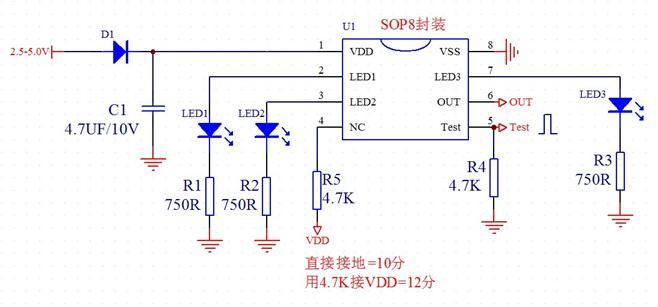 U1
SOP8封装
D1
2.5-5.0V
1
VDD
VSS
8
2
LED1
LED3
7
3
LED2
OUT
6
OUT
4
NC
Test
5
Test
C1
4.7UF/10V
LED1
LED2
LED3
R1
750R
R2
750R
R5
4.7K
R4
4.7K
R3
750R
VDD
直接接地=10分
用4.7K接VDD=12分